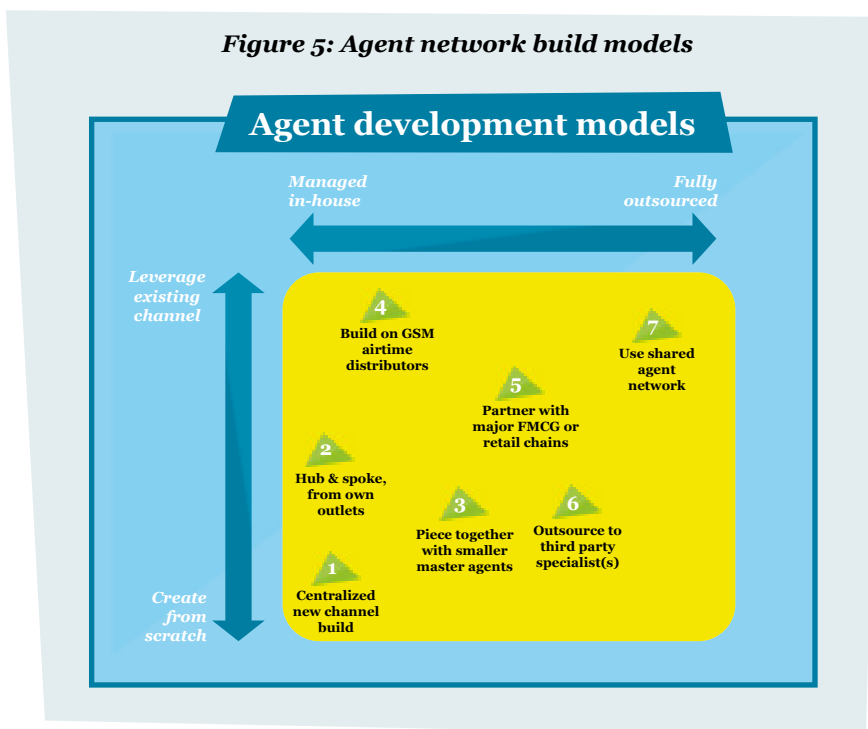 Figure 5: Agent network build models
Agent development models
Managed
in-house
Fully
outsourced
Leverage
existing
channel
4
Build on GSM
airtime
distributors
7
Use shared
agent
network
5
Partner with
major FMCG or
retail chains
2
Hub & spoke,
from own
outlets
3
Piece together
with smaller
master agents
6
Outsource to
third party
specialist(s)
1
Centralized
new channel
build
Create
from
scratch